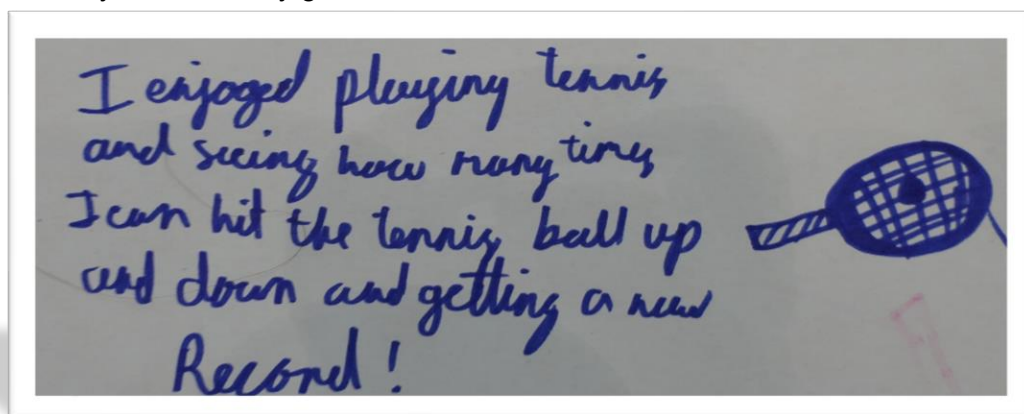 I enjoyed playing tennis
and seeing how many times
I can hit the tennis ball up
and down and getting a new
Record!